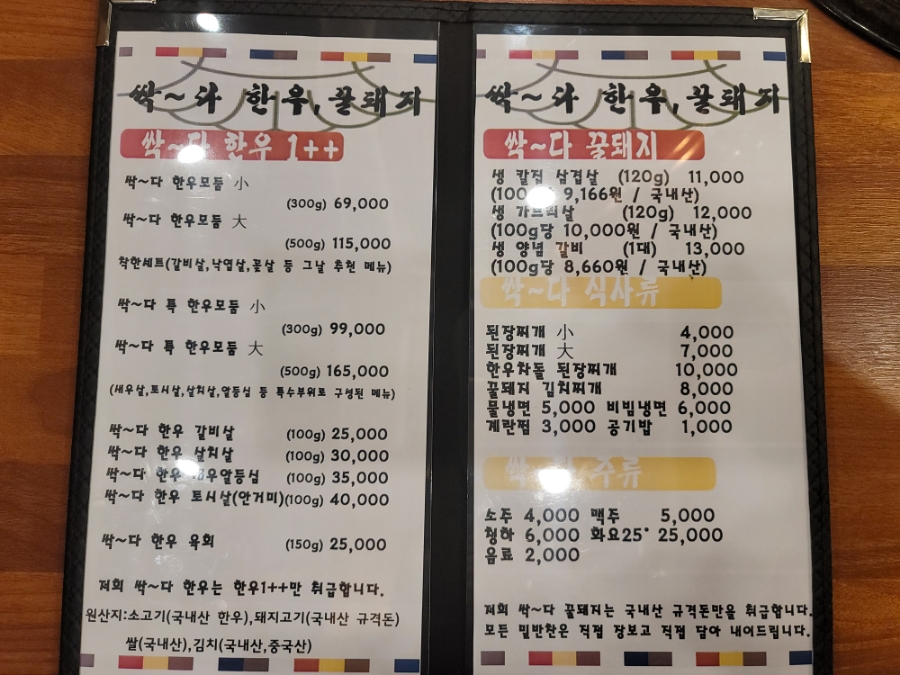 싹~다 한우, 꿀돼지
싹~다 한우 1++
싹~다 한우모듬 小
(300g) 69,000
싹~다 한우모듬 大
(500g) 115,000
착한세트(갈비살,낙엽살,꽃살 등 그날 추천 메뉴)
싹~다 특 한우모듬 小
(300g) 99,000
싹~다 특 한우모듬 大
(500g) 165,000
(새우살,토시살,살치살,알등심 등 특수부위로 구성된 메뉴)
싹~다 한우 갈비살 (100g) 25,000
싹~다 한우 살치살 (100g) 30,000
싹~다 한우 새우알등심 (100g) 35,000
싹~다 한우 토시살(안거미)(100g) 40,000
싹~다 한우 육회 (150g) 25,000
저희 싹~다 한우는 한우1++만 취급합니다.
원산지:소고기(국내산 한우),돼지고기(국내산 규격돈)
쌀(국내산),김치(국내산,중국산)
싹~다 한우, 꿀돼지
싹~다 꿀돼지
생 칼집 삼겹살 (120g) 11,000
(100g당 9,166원 / 국내산)
생 가브리살 (120g) 12,000
(100g당 10,000원 / 국내산)
생 양념 갈비 (1대) 13,000
(100g당 8,660원 / 국내산)
싹~다 식사류
된장찌개 小 4,000
된장찌개 大 7,000
한우차돌 된장찌개 10,000
꿀돼지 김치찌개 8,000
물냉면 5,000 비빔냉면 6,000
계란찜 3,000 공기밥 1,000
싹~다 주류
소주 4,000 맥주 5,000
청하 6,000 화요25° 25,000
음료 2,000
저희 싹~다 꿀돼지는 국내산 규격돈만을 취급합니다.
모든 밑반찬은 직접 장보고 직접 담아 내어드립니다.